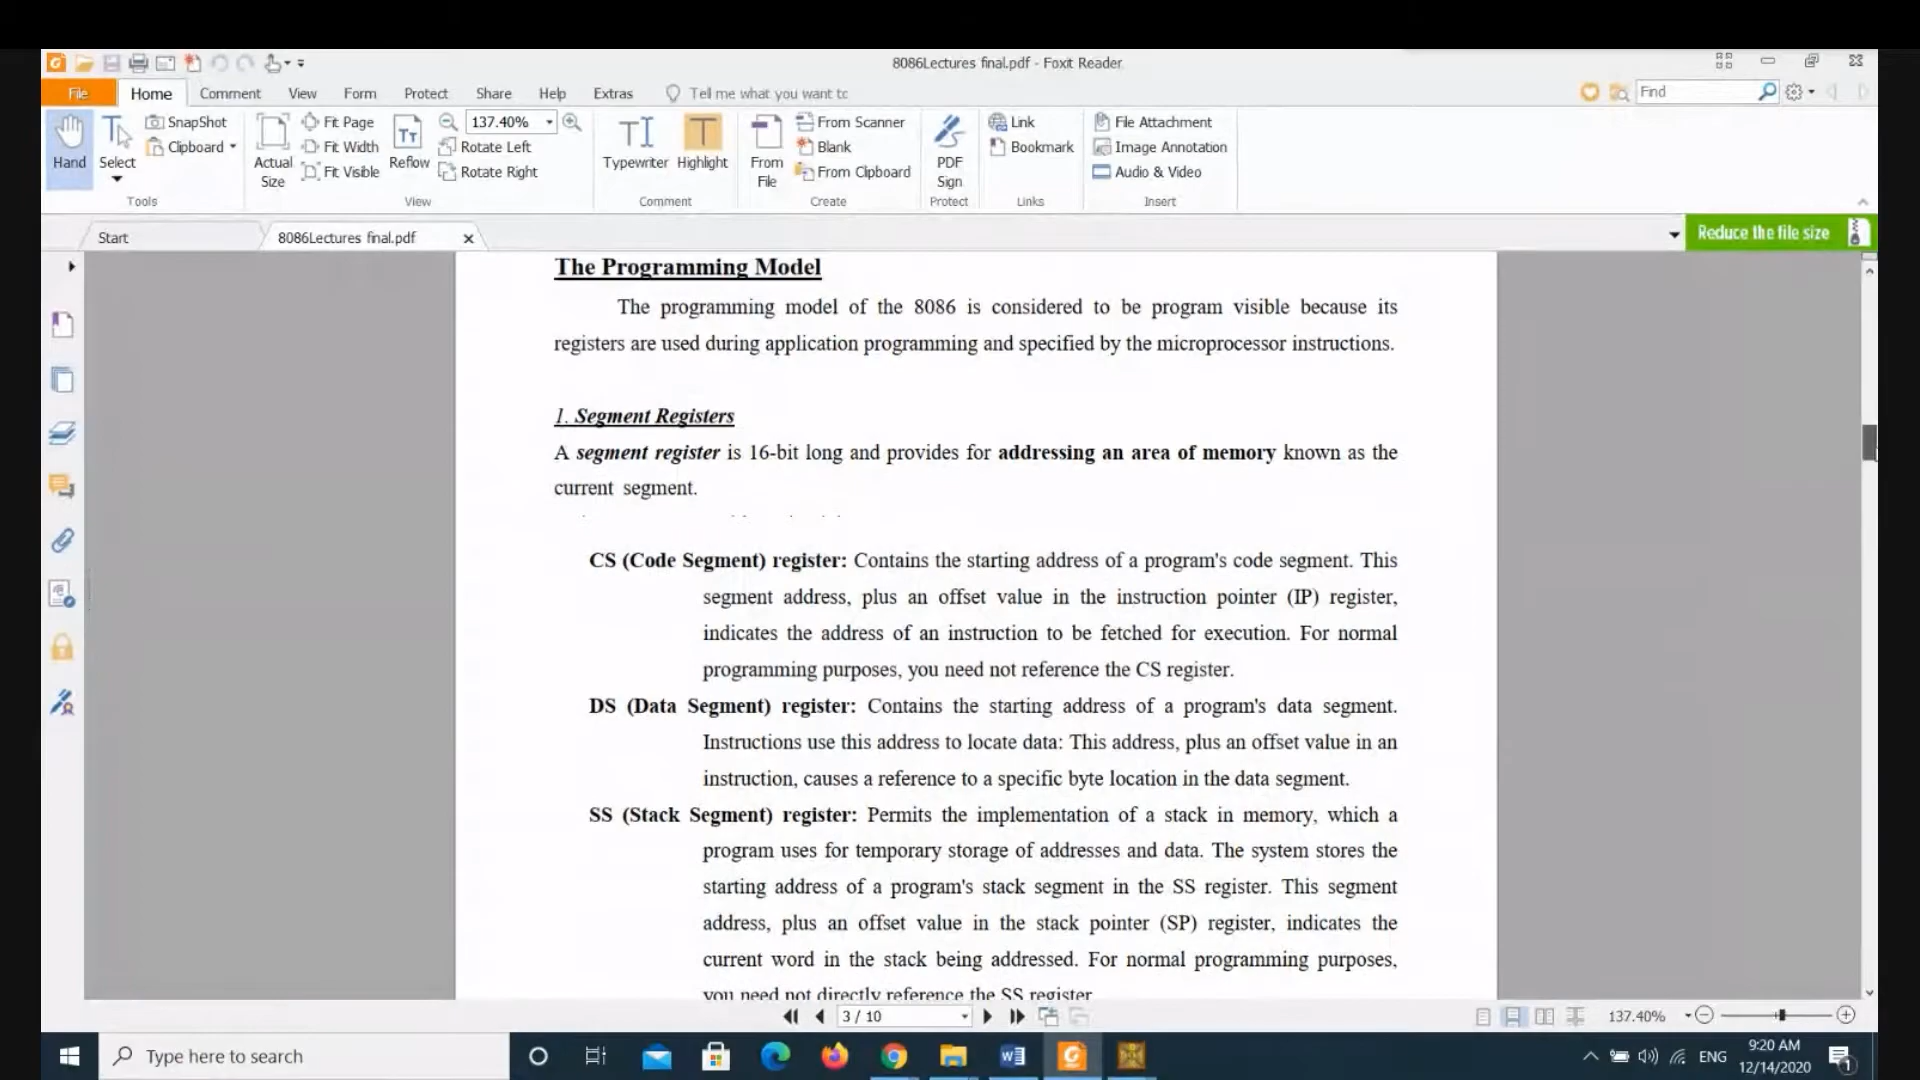 8086Lectures final.pdf - Foxit Reader
File Home Comment View Form Protect Share Help Extras Tell me what you want tc Find
Hand
Select
SnapShot
Clipboard
Tools
Actual
Size
Fit Page
Fit Width
Fit Visible
Reflow
137.40%
Rotate Left
Rotate Right
View
Typewriter
Highlight
Comment
From
File
From Scanner
Blank
From Clipboard
Create
PDF
Sign
Protect
Link
Bookmark
Links
File Attachment
Image Annotation
Audio & Video
Insert
Start
8086Lectures final.pdf
Reduce the file size
The Programming Model
The programming model of the 8086 is considered to be program visible because its
registers are used during application programming and specified by the microprocessor instructions.
1. Segment Registers
A segment register is 16-bit long and provides for addressing an area of memory known as the
current segment.
CS (Code Segment) register: Contains the starting address of a program's code segment. This
segment address, plus an offset value in the instruction pointer (IP) register,
indicates the address of an instruction to be fetched for execution. For normal
programming purposes, you need not reference the CS register.
DS (Data Segment) register: Contains the starting address of a program's data segment.
Instructions use this address to locate data: This address, plus an offset value in an
instruction, causes a reference to a specific byte location in the data segment.
SS (Stack Segment) register: Permits the implementation of a stack in memory, which a
program uses for temporary storage of addresses and data. The system stores the
starting address of a program's stack segment in the SS register. This segment
address, plus an offset value in the stack pointer (SP) register, indicates the
current word in the stack being addressed. For normal programming purposes,
you need not directly reference the SS register
3 / 10
137.40%
Type here to search
ENG
9:20 AM
12/14/2020
1